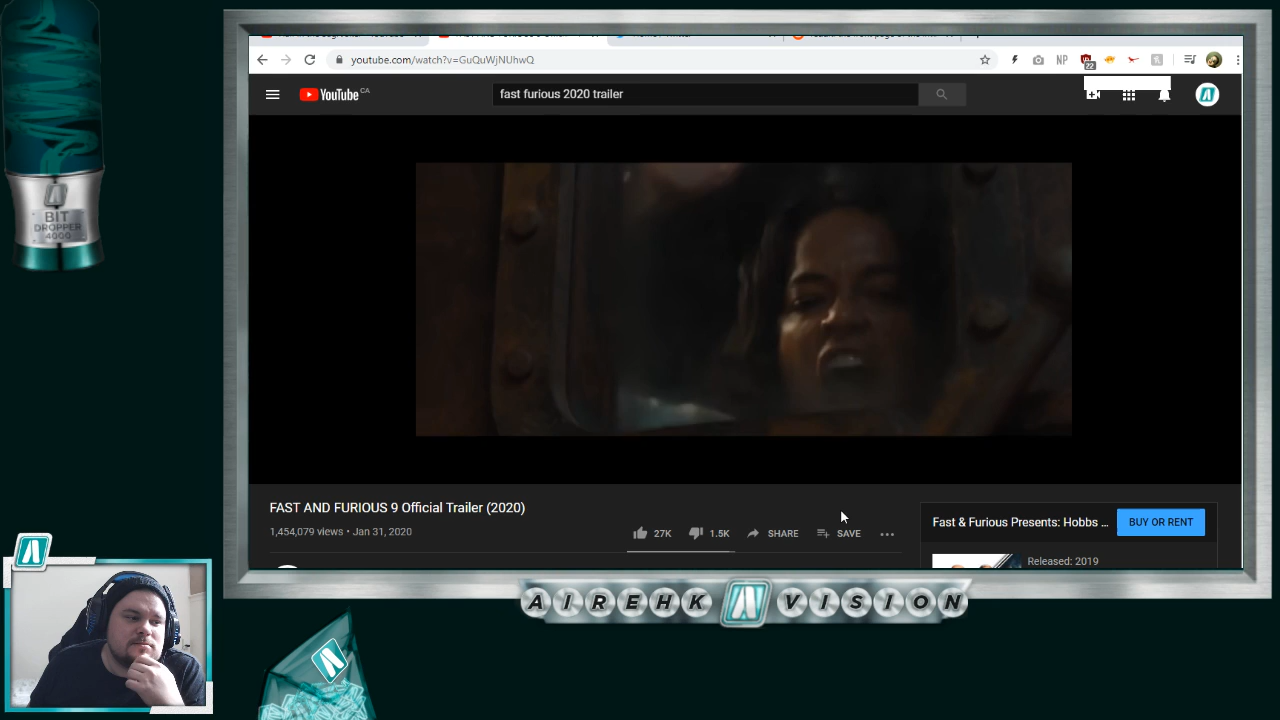 youtube.com/watch?v=GuQuWjNUhwQ
NP
22
YouTube CA
fast furious 2020 trailer
BIT
DROPPER
4000
FAST AND FURIOUS 9 Official Trailer (2020)
1,454,079 views • Jan 31, 2020
27K
1.5K
SHARE
SAVE
Fast & Furious Presents: Hobbs ...
BUY OR RENT
Released: 2019
AIREHK VISION